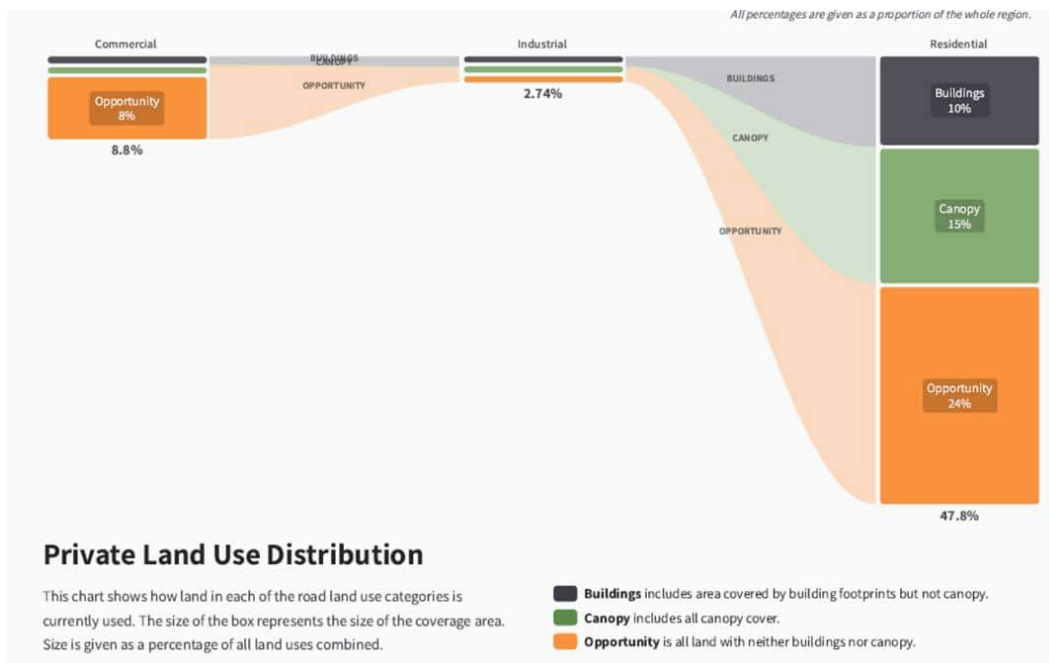 All percentages are given as a proportion of the whole region.
Commercial
Industrial
Residential
BUILDINGS
CANOPY
OPPORTUNITY
BUILDINGS
CANOPY
OPPORTUNITY
Opportunity
8%
8.8%
2.74%
Buildings
10%
Canopy
15%
Opportunity
24%
47.8%
Private Land Use Distribution
This chart shows how land in each of the road land use categories is
currently used. The size of the box represents the size of the coverage area.
Size is given as a percentage of all land uses combined.
Buildings includes area covered by building footprints but not canopy.
Canopy includes all canopy cover.
Opportunity is all land with neither buildings nor canopy.